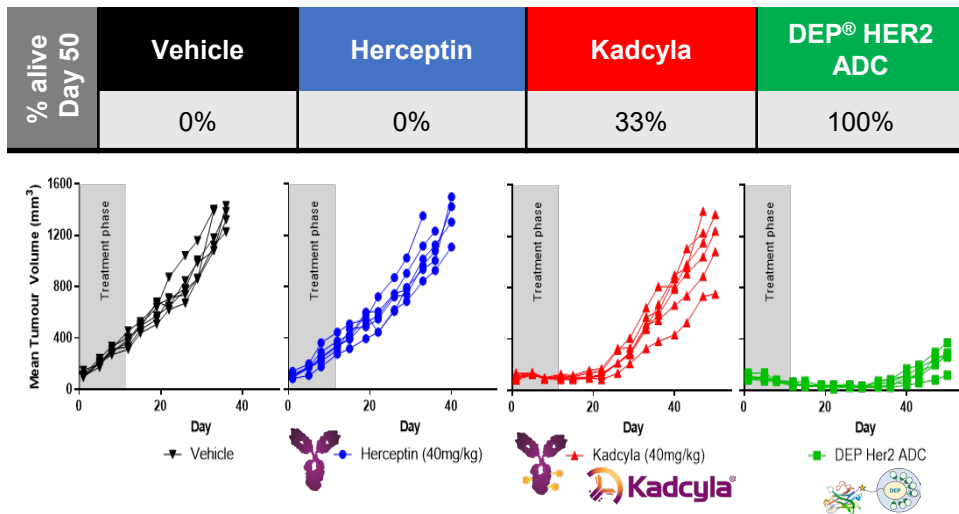 % alive
Day 50
Vehicle
Herceptin
Kadcyla
DEP® HER2
ADC
0%
0%
33%
100%
Mean Tumour Volume (mm³)
1600
1200
800
400
0
Treatment phase
0
20
40
Day
Vehicle
Treatment phase
0
20
40
Day
Herceptin (40mg/kg)
Treatment phase
0
20
40
Day
Kadcyla (40mg/kg)
Kadcyla®
Treatment phase
0
20
40
Day
DEP Her2 ADC
DEP